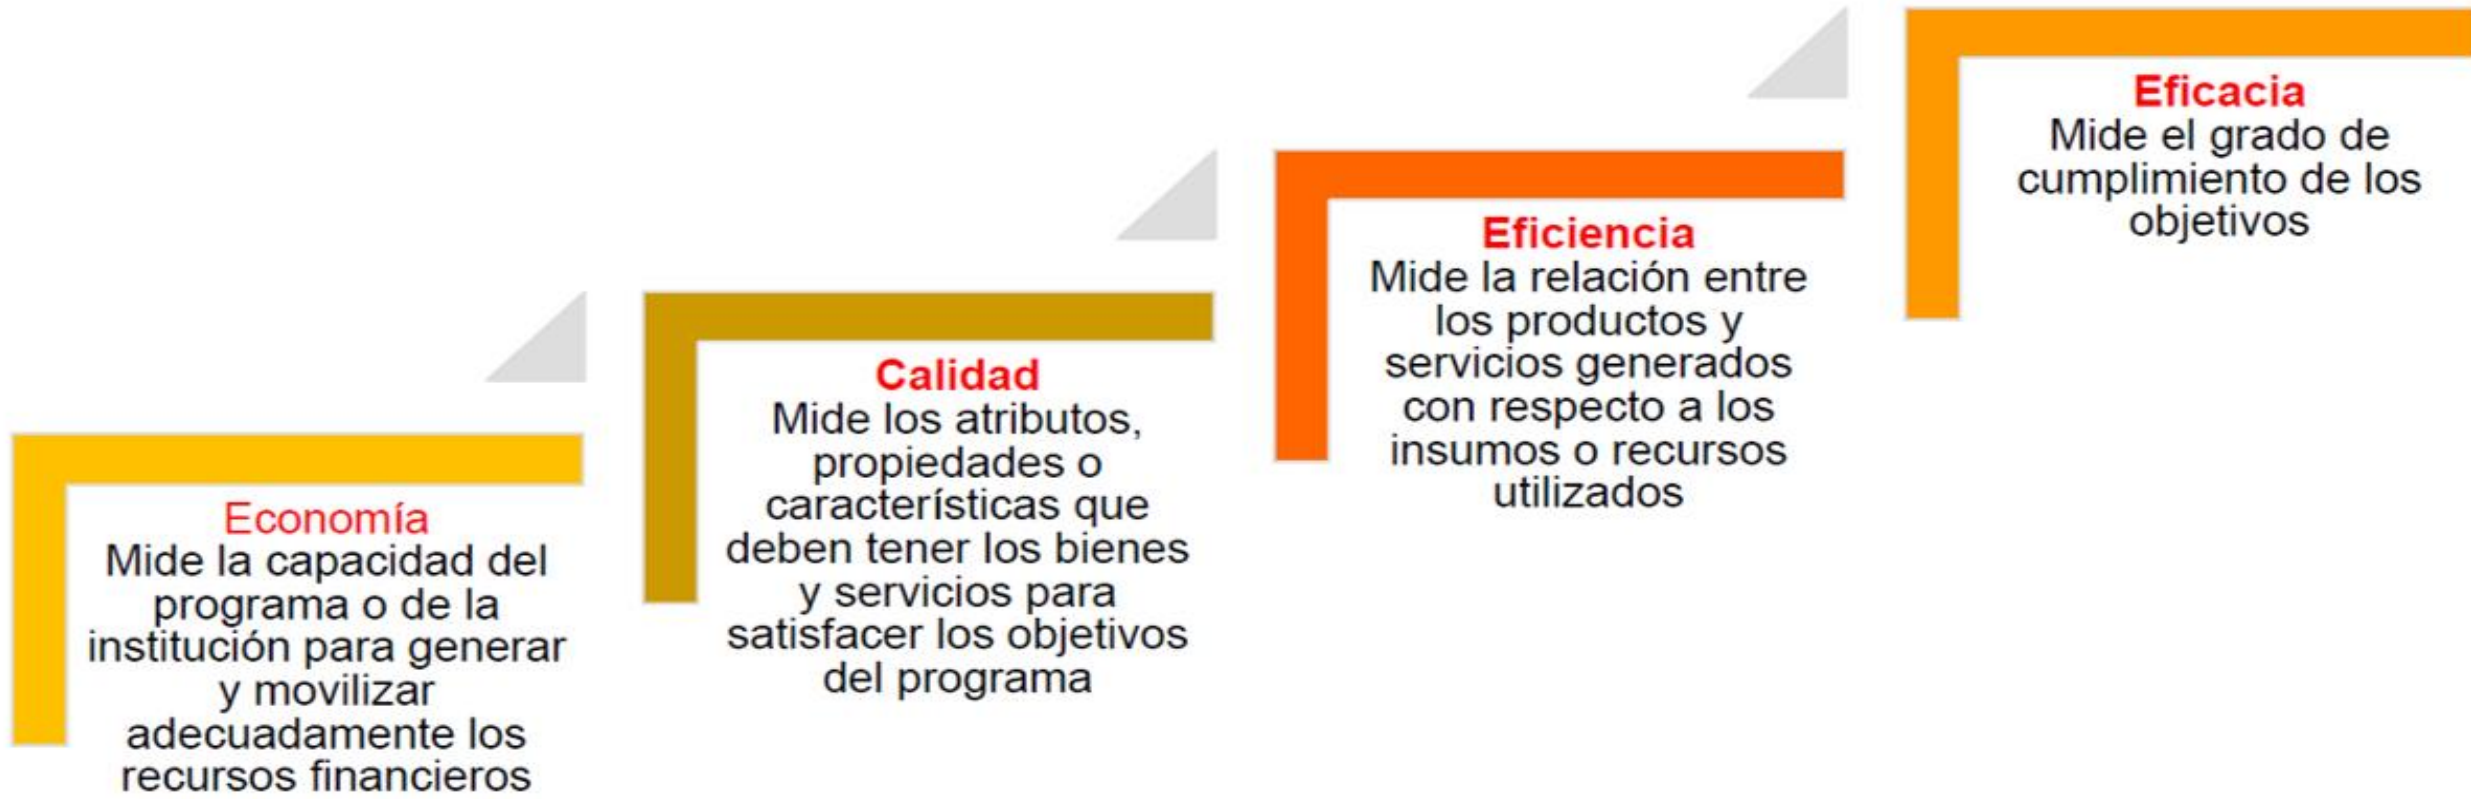 Economía
Mide la capacidad del
programa o de la
institución para generar
y movilizar
adecuadamente los
recursos financieros
Calidad
Mide los atributos,
propiedades o
características que
deben tener los bienes
y servicios para
satisfacer los objetivos
del programa
Eficiencia
Mide la relación entre
los productos y
servicios generados
con respecto a los
insumos o recursos
utilizados
Eficacia
Mide el grado de
cumplimiento de los
objetivos